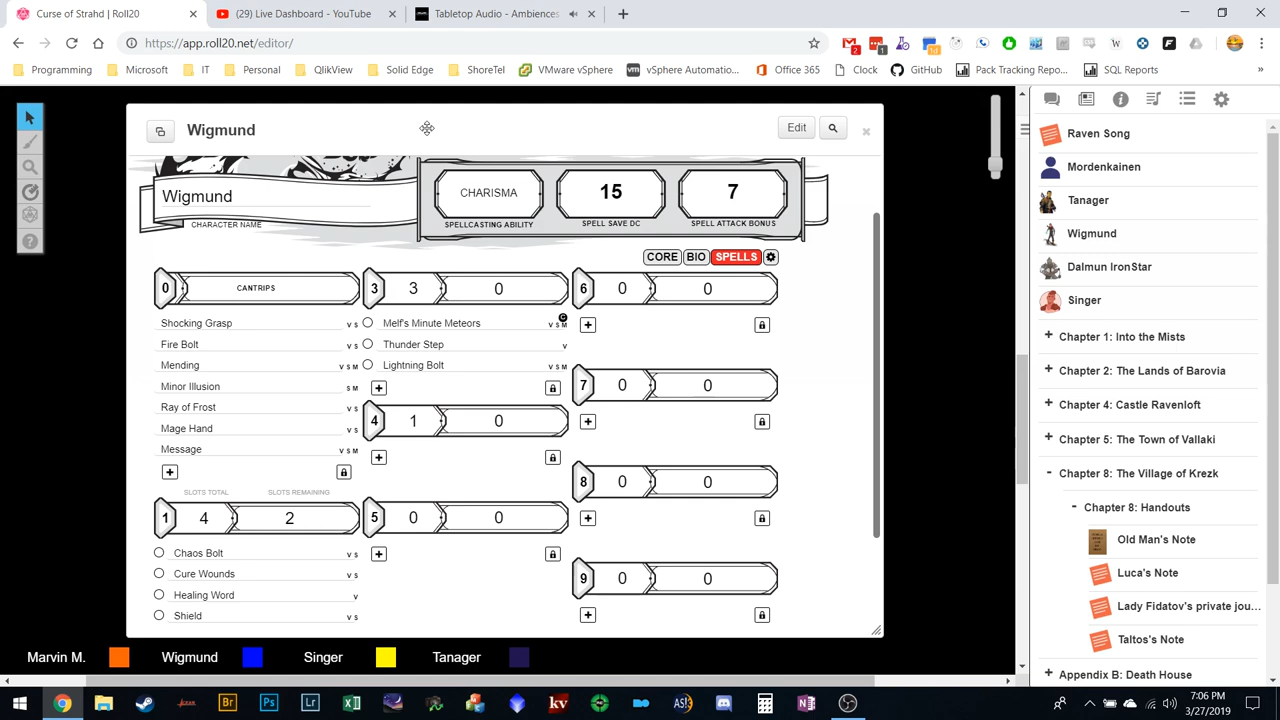 Curse of Strahd | Roll20
(29) Live Dashboard - YouTube
Tabletop Audio - Ambiences
https://app.roll20.net/editor/
2
1
Programming
Microsoft
IT
Personal
QlikView
Solid Edge
ShoreTel
VMware vSphere
vSphere Automatio...
Office 365
Clock
GitHub
Pack Tracking Repo...
SQL Reports
Wigmund
Edit
Wigmund
CHARACTER NAME
CHARISMA
SPELLCASTING ABILITY
15
SPELL SAVE DC
7
SPELL ATTACK BONUS
CORE
BIO
SPELLS
0
CANTRIPS
Shocking Grasp V S
Fire Bolt V S
Mending V S M
Minor Illusion S M
Ray of Frost V S
Mage Hand V S
Message V S M
SLOTS TOTAL SLOTS REMAINING
1 4 2
Chaos Bolt V S
Cure Wounds V S
Healing Word V
Shield V S
3 3 0
Melf's Minute Meteors V S M
C
Thunder Step V
Lightning Bolt V S M
4 1 0
5 0 0
6 0 0
7 0 0
8 0 0
9 0 0
Marvin M.
Wigmund
Singer
Tanager
Raven Song
Mordenkainen
Tanager
Wigmund
Dalmun IronStar
Singer
Chapter 1: Into the Mists
Chapter 2: The Lands of Barovia
Chapter 4: Castle Ravenloft
Chapter 5: The Town of Vallaki
Chapter 8: The Village of Krezk
Chapter 8: Handouts
Old Man's Note
Luca's Note
Lady Fidatov's private jou...
Taltos's Note
Appendix B: Death House
7:06 PM
3/27/2019